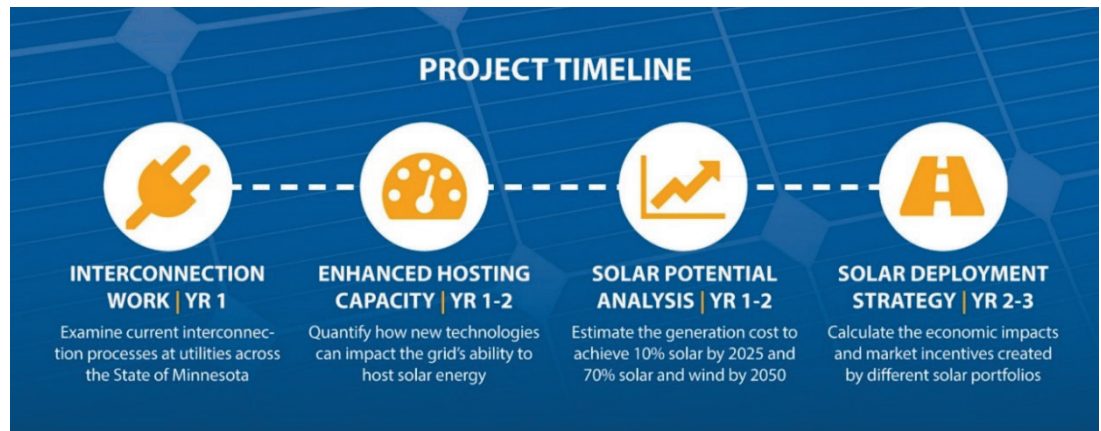 PROJECT TIMELINE
INTERCONNECTION
WORK | YR 1
Examine current interconnec-
tion processes at utilities across
the State of Minnesota
ENHANCED HOSTING
CAPACITY | YR 1-2
Quantify how new technologies
can impact the grid's ability to
host solar energy
SOLAR POTENTIAL
ANALYSIS | YR 1-2
Estimate the generation cost to
achieve 10% solar by 2025 and
70% solar and wind by 2050
SOLAR DEPLOYMENT
STRATEGY | YR 2-3
Calculate the economic impacts
and market incentives created
by different solar portfolios